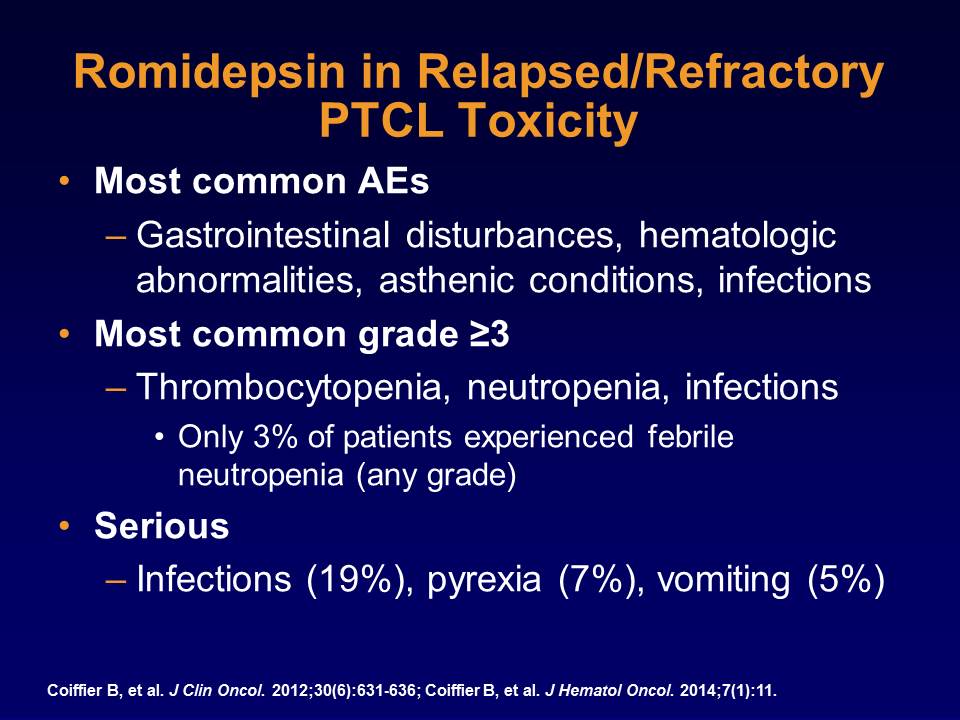 Romidepsin in Relapsed/Refractory
PTCL Toxicity
• Most common AEs
– Gastrointestinal disturbances, hematologic
abnormalities, asthenic conditions, infections
• Most common grade ≥3
– Thrombocytopenia, neutropenia, infections
• Only 3% of patients experienced febrile
neutropenia (any grade)
• Serious
– Infections (19%), pyrexia (7%), vomiting (5%)
Coiffier B, et al. J Clin Oncol. 2012;30(6):631-636; Coiffier B, et al. J Hematol Oncol. 2014;7(1):11.